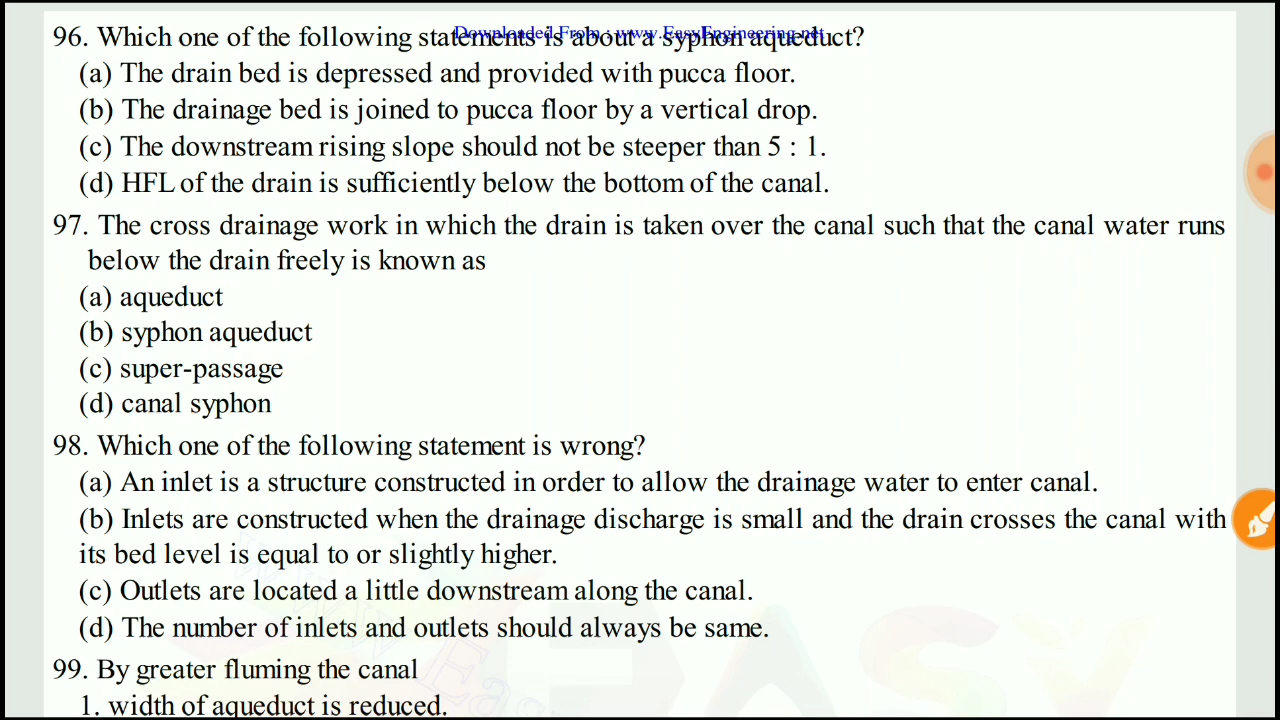 Downloaded From : www.EasyEngineering.net
96. Which one of the following statements is about a syphon aqueduct?
(a) The drain bed is depressed and provided with pucca floor.
(b) The drainage bed is joined to pucca floor by a vertical drop.
(c) The downstream rising slope should not be steeper than 5 : 1.
(d) HFL of the drain is sufficiently below the bottom of the canal.
97. The cross drainage work in which the drain is taken over the canal such that the canal water runs
below the drain freely is known as
(a) aqueduct
(b) syphon aqueduct
(c) super-passage
(d) canal syphon
98. Which one of the following statement is wrong?
(a) An inlet is a structure constructed in order to allow the drainage water to enter canal.
(b) Inlets are constructed when the drainage discharge is small and the drain crosses the canal with
its bed level is equal to or slightly higher.
(c) Outlets are located a little downstream along the canal.
(d) The number of inlets and outlets should always be same.
99. By greater fluming the canal
1. width of aqueduct is reduced.